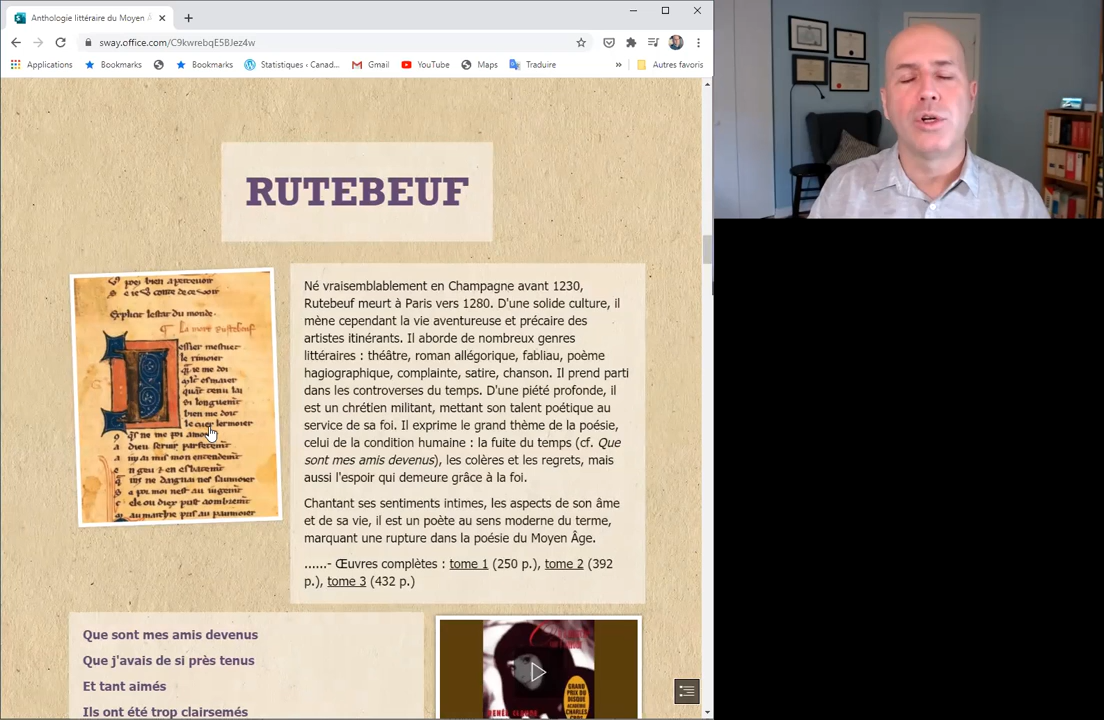 Anthologie littéraire du Moyen Â
sway.office.com/C9kwrebqE5BJez4w
Applications
Bookmarks
Bookmarks
Statistiques ‹ Canad...
Gmail
YouTube
Maps
Traduire
»
Autres favoris
RUTEBEUF
Né vraisemblablement en Champagne avant 1230,
Rutebeuf meurt à Paris vers 1280. D'une solide culture, il
mène cependant la vie aventureuse et précaire des
artistes itinérants. Il aborde de nombreux genres
littéraires : théâtre, roman allégorique, fabliau, poème
hagiographique, complainte, satire, chanson. Il prend parti
dans les controverses du temps. D'une piété profonde, il
est un chrétien militant, mettant son talent poétique au
service de sa foi. Il exprime le grand thème de la poésie,
celui de la condition humaine : la fuite du temps (cf. Que
sont mes amis devenus), les colères et les regrets, mais
aussi l'espoir qui demeure grâce à la foi.
Chantant ses sentiments intimes, les aspects de son âme
et de sa vie, il est un poète au sens moderne du terme,
marquant une rupture dans la poésie du Moyen Âge.
......- Œuvres complètes : tome 1 (250 p.), tome 2 (392
p.), tome 3 (432 p.)
Que sont mes amis devenus
Que j'avais de si près tenus
Et tant aimés
Ils ont été trop clairsemés
GRAND
PRIX DU
DISQUE
ACADEMIE
CHARLES
CROS